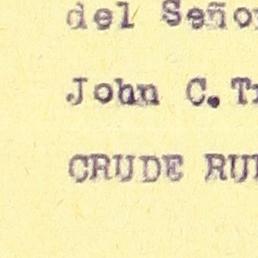 del Seño
John C. T
CRUDE RU